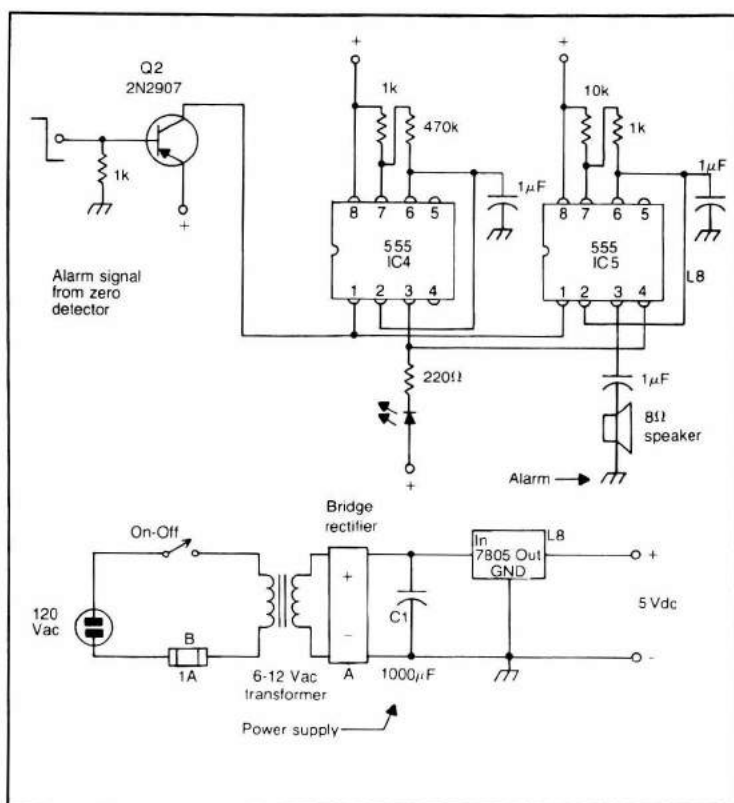 Q2
2N2907
+
+
1k
470k
10k
1k
1k
+
1µF
1µF
8 7 6 5
8 7 6 5
555
IC4
555
IC5
L8
Alarm signal
from zero
detector
1 2 3 4
1 2 3 4
220Ω
1µF
8Ω
speaker
+
Alarm
On-Off
Bridge
rectifier
In
7805 Out
GND
L8
+
120
Vac
+
-
C1
5 Vdc
B
1A
6-12 Vac
transformer
A
1000µF
-
Power supply